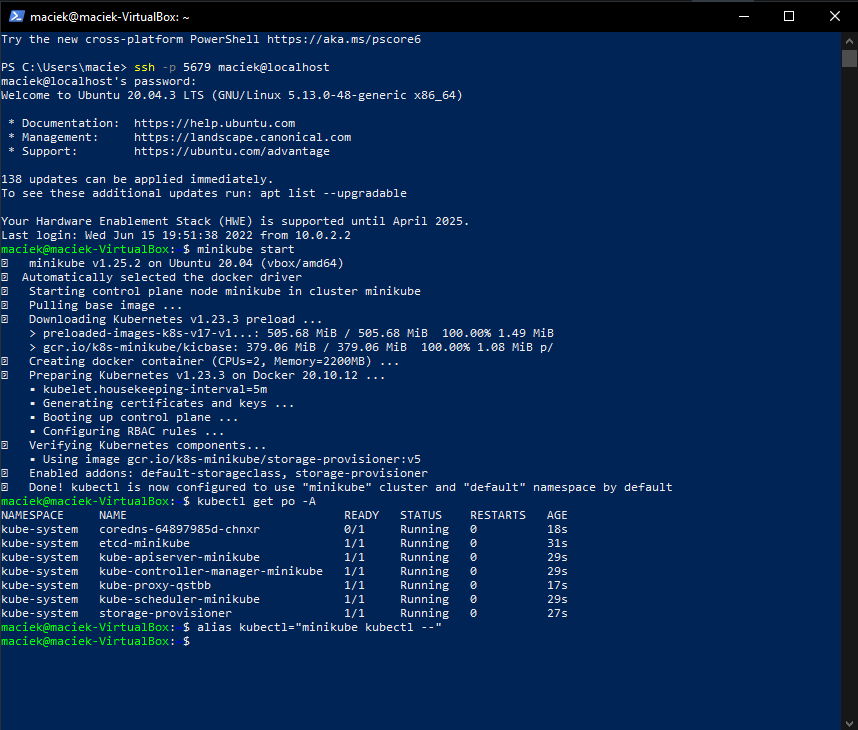 maciek@maciek-VirtualBox: ~
Try the new cross-platform PowerShell https://aka.ms/pscore6
PS C:\Users\macie> ssh -p 5679 maciek@localhost
maciek@localhost's password:
Welcome to Ubuntu 20.04.3 LTS (GNU/Linux 5.13.0-48-generic x86_64)
* Documentation:  https://help.ubuntu.com
* Management:     https://landscape.canonical.com
* Support:        https://ubuntu.com/advantage
138 updates can be applied immediately.
To see these additional updates run: apt list --upgradable
Your Hardware Enablement Stack (HWE) is supported until April 2025.
Last login: Wed Jun 15 19:51:38 2022 from 10.0.2.2
maciek@maciek-VirtualBox:~$ minikube start
minikube v1.25.2 on Ubuntu 20.04 (vbox/amd64)
Automatically selected the docker driver
Starting control plane node minikube in cluster minikube
Pulling base image ...
Downloading Kubernetes v1.23.3 preload ...
> preloaded-images-k8s-v17-v1...: 505.68 MiB / 505.68 MiB  100.00% 1.49 MiB
> gcr.io/k8s-minikube/kicbase: 379.06 MiB / 379.06 MiB  100.00% 1.08 MiB p/
Creating docker container (CPUs=2, Memory=2200MB) ...
Preparing Kubernetes v1.23.3 on Docker 20.10.12 ...
▪ kubelet.housekeeping-interval=5m
▪ Generating certificates and keys ...
▪ Booting up control plane ...
▪ Configuring RBAC rules ...
Verifying Kubernetes components...
▪ Using image gcr.io/k8s-minikube/storage-provisioner:v5
Enabled addons: default-storageclass, storage-provisioner
Done! kubectl is now configured to use "minikube" cluster and "default" namespace by default
maciek@maciek-VirtualBox:~$ kubectl get po -A
NAMESPACE     NAME                               READY   STATUS    RESTARTS   AGE
kube-system   coredns-64897985d-chnxr            0/1     Running   0          18s
kube-system   etcd-minikube                      1/1     Running   0          31s
kube-system   kube-apiserver-minikube            1/1     Running   0          29s
kube-system   kube-controller-manager-minikube   1/1     Running   0          29s
kube-system   kube-proxy-qstbb                   1/1     Running   0          17s
kube-system   kube-scheduler-minikube            1/1     Running   0          29s
kube-system   storage-provisioner                1/1     Running   0          27s
maciek@maciek-VirtualBox:~$ alias kubectl="minikube kubectl --"
maciek@maciek-VirtualBox:~$